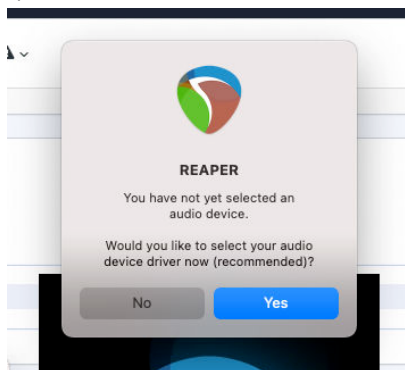 REAPER
You have not yet selected an
audio device.
Would you like to select your audio
device driver now (recommended)?
No
Yes